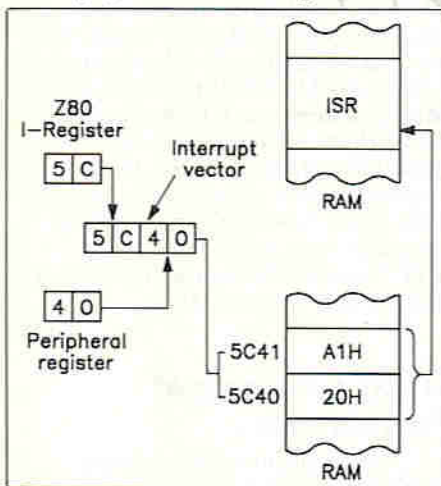 ISR
RAM
Z80
I-Register
5 C
Interrupt
vector
5 C 4 0
4 0
Peripheral
register
5C41
A1H
5C40
20H
RAM